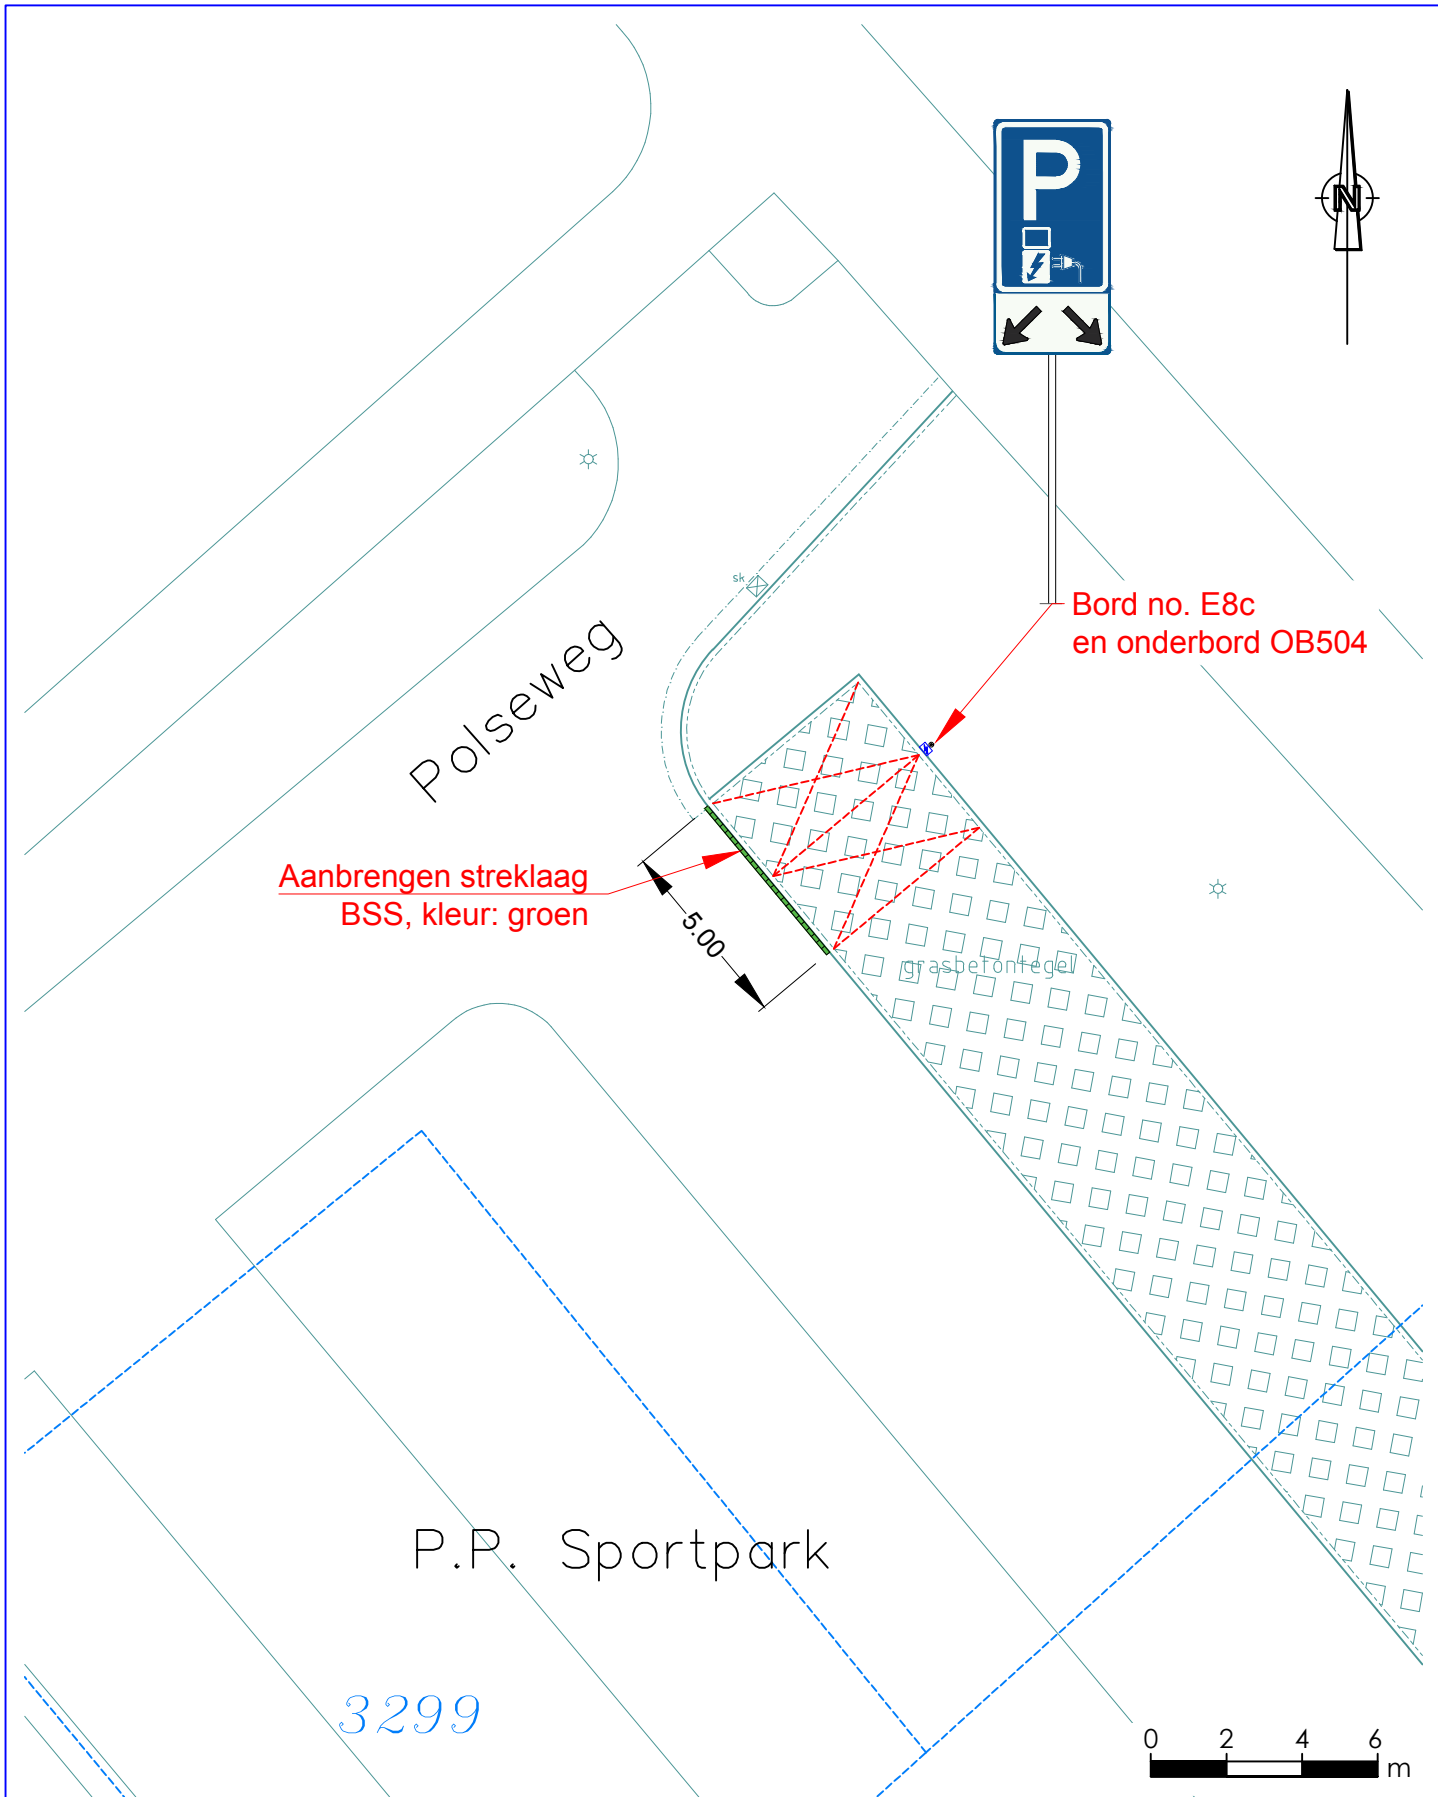 P
N
sk
Bord no. E8c
en onderbord OB504
Polseweg
Aanbrengen streklaag
BSS, kleur: groen
5.00
grasbetontegel
P.P. Sportpark
3299
0 2 4 6
m